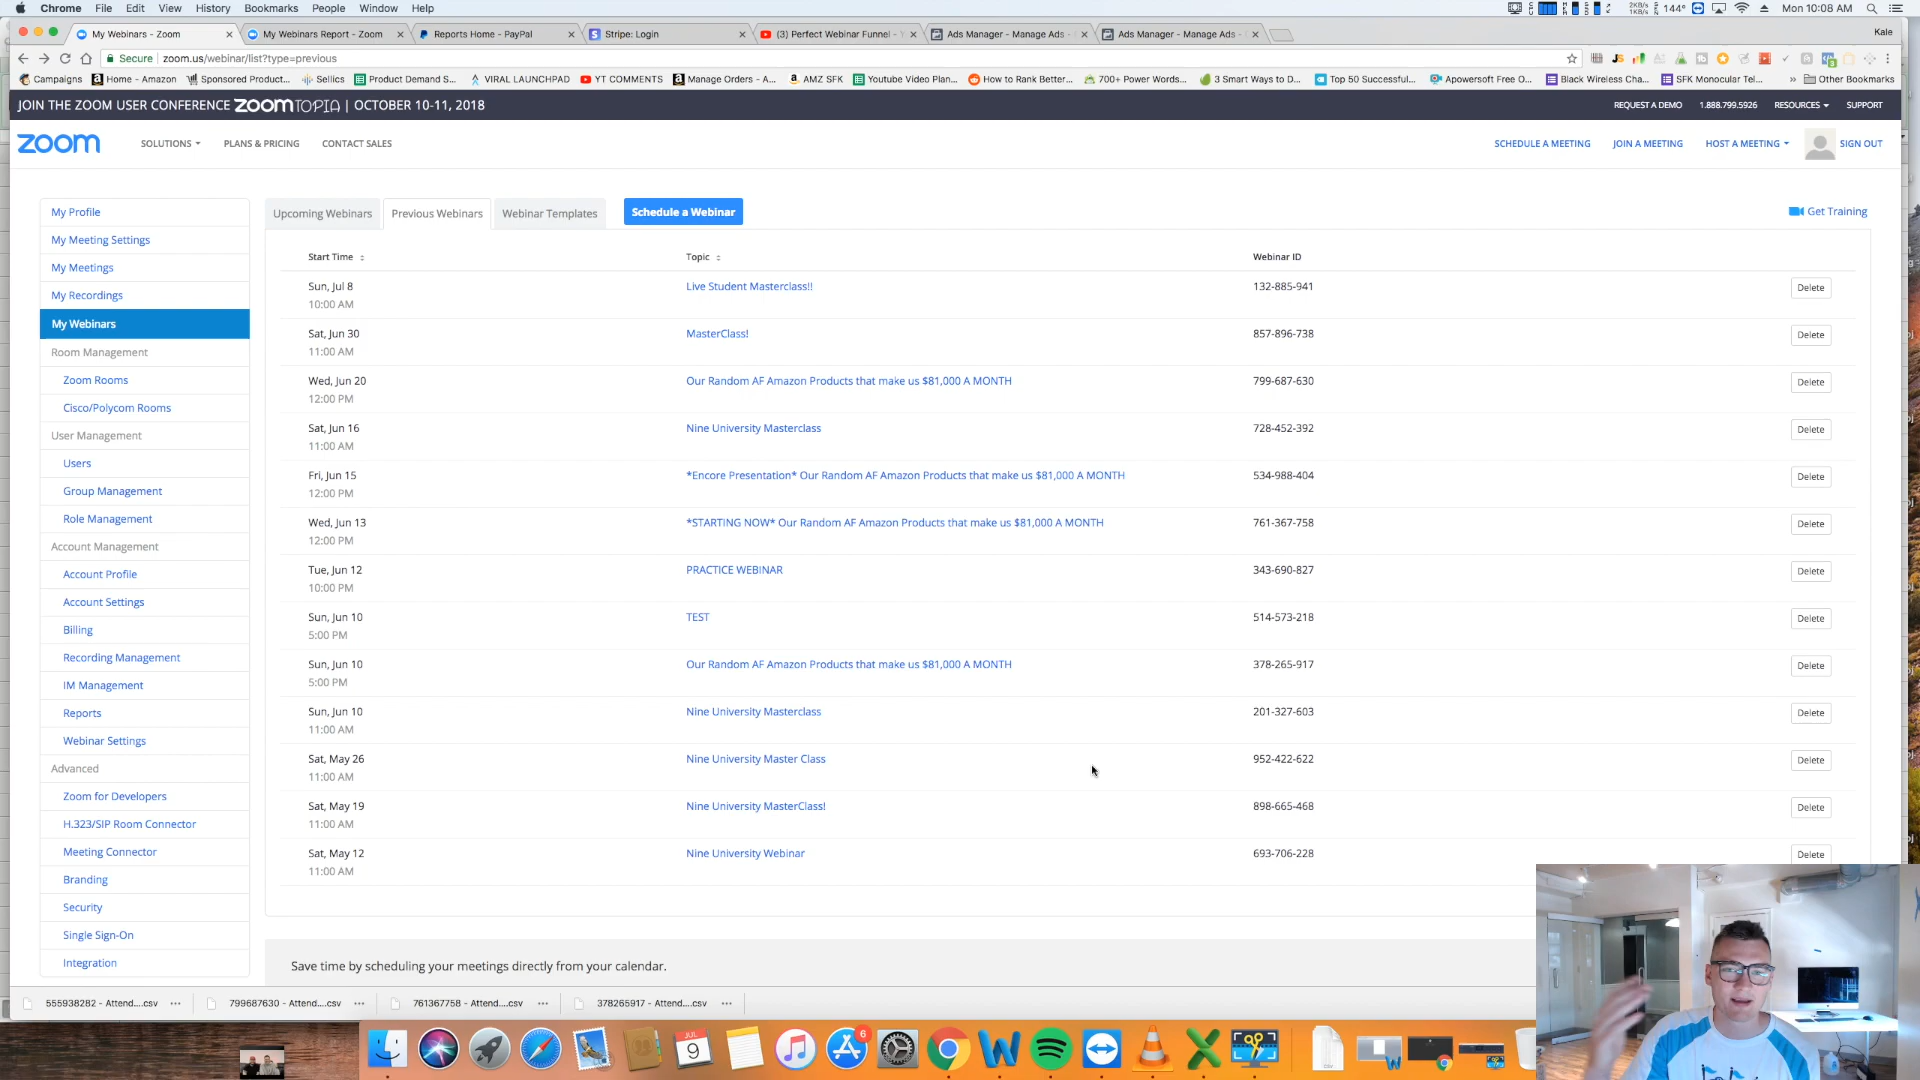 Chrome File Edit View History Bookmarks People Window Help 144° Mon 10:08 AM
My Webinars - Zoom My Webinars Report - Zoom Reports Home - PayPal Stripe: Login (3) Perfect Webinar Funnel - Ads Manager - Manage Ads - Ads Manager - Manage Ads - Kale
Secure zoom.us/webinar/list?type=previous
Campaigns Home - Amazon Sponsored Product... Sellics Product Demand S... VIRAL LAUNCHPAD YT COMMENTS Manage Orders - A... AMZ SFK Youtube Video Plan... How to Rank Better... 700+ Power Words... 3 Smart Ways to D... Top 50 Successful... Apowersoft Free O... Black Wireless Cha... SFK Monocular Tel... » Other Bookmarks
JOIN THE ZOOM USER CONFERENCE ZOOMTOPIA | OCTOBER 10-11, 2018 REQUEST A DEMO 1.888.799.5926 RESOURCES SUPPORT
zoom SOLUTIONS PLANS & PRICING CONTACT SALES SCHEDULE A MEETING JOIN A MEETING HOST A MEETING SIGN OUT
My Profile
My Meeting Settings
My Meetings
My Recordings
My Webinars
Room Management
Zoom Rooms
Cisco/Polycom Rooms
User Management
Users
Group Management
Role Management
Account Management
Account Profile
Account Settings
Billing
Recording Management
IM Management
Reports
Webinar Settings
Advanced
Zoom for Developers
H.323/SIP Room Connector
Meeting Connector
Branding
Security
Single Sign-On
Integration
Upcoming Webinars Previous Webinars Webinar Templates Schedule a Webinar Get Training
Start Time Topic Webinar ID
Sun, Jul 8 Live Student Masterclass!! 132-885-941 Delete
10:00 AM
Sat, Jun 30 MasterClass! 857-896-738 Delete
11:00 AM
Wed, Jun 20 Our Random AF Amazon Products that make us $81,000 A MONTH 799-687-630 Delete
12:00 PM
Sat, Jun 16 Nine University Masterclass 728-452-392 Delete
11:00 AM
Fri, Jun 15 *Encore Presentation* Our Random AF Amazon Products that make us $81,000 A MONTH 534-988-404 Delete
12:00 PM
Wed, Jun 13 *STARTING NOW* Our Random AF Amazon Products that make us $81,000 A MONTH 761-367-758 Delete
12:00 PM
Tue, Jun 12 PRACTICE WEBINAR 343-690-827 Delete
10:00 PM
Sun, Jun 10 TEST 514-573-218 Delete
5:00 PM
Sun, Jun 10 Our Random AF Amazon Products that make us $81,000 A MONTH 378-265-917 Delete
5:00 PM
Sun, Jun 10 Nine University Masterclass 201-327-603 Delete
11:00 AM
Sat, May 26 Nine University Master Class 952-422-622 Delete
11:00 AM
Sat, May 19 Nine University MasterClass! 898-665-468 Delete
11:00 AM
Sat, May 12 Nine University Webinar 693-706-228 Delete
11:00 AM
Save time by scheduling your meetings directly from your calendar.
555938282 - Attend....csv 799687630 - Attend....csv 761367758 - Attend....csv 378265917 - Attend....csv
JUL
9
6